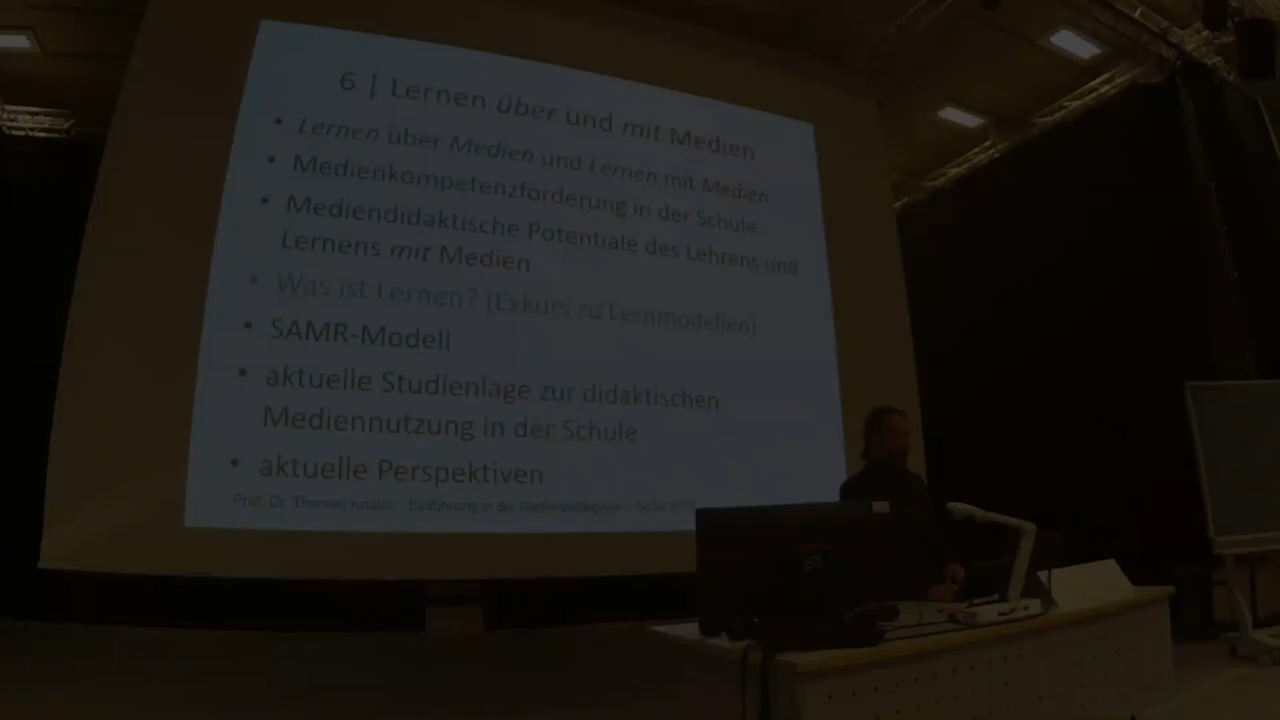 6 | Lernen über und mit Medien
• Lernen über Medien und Lernen mit Medien
• Medienkompetenzförderung in der Schule
• Mediendidaktische Potentiale des Lehrens und
Lernens mit Medien
• Was ist Lernen? (Exkurs zu Lernmodellen)
• SAMR-Modell
• aktuelle Studienlage zur didaktischen
Mediennutzung in der Schule
• aktuelle Perspektiven
Prof. Dr. Thomas Knaus – Einführung in die Medienpädagogik –